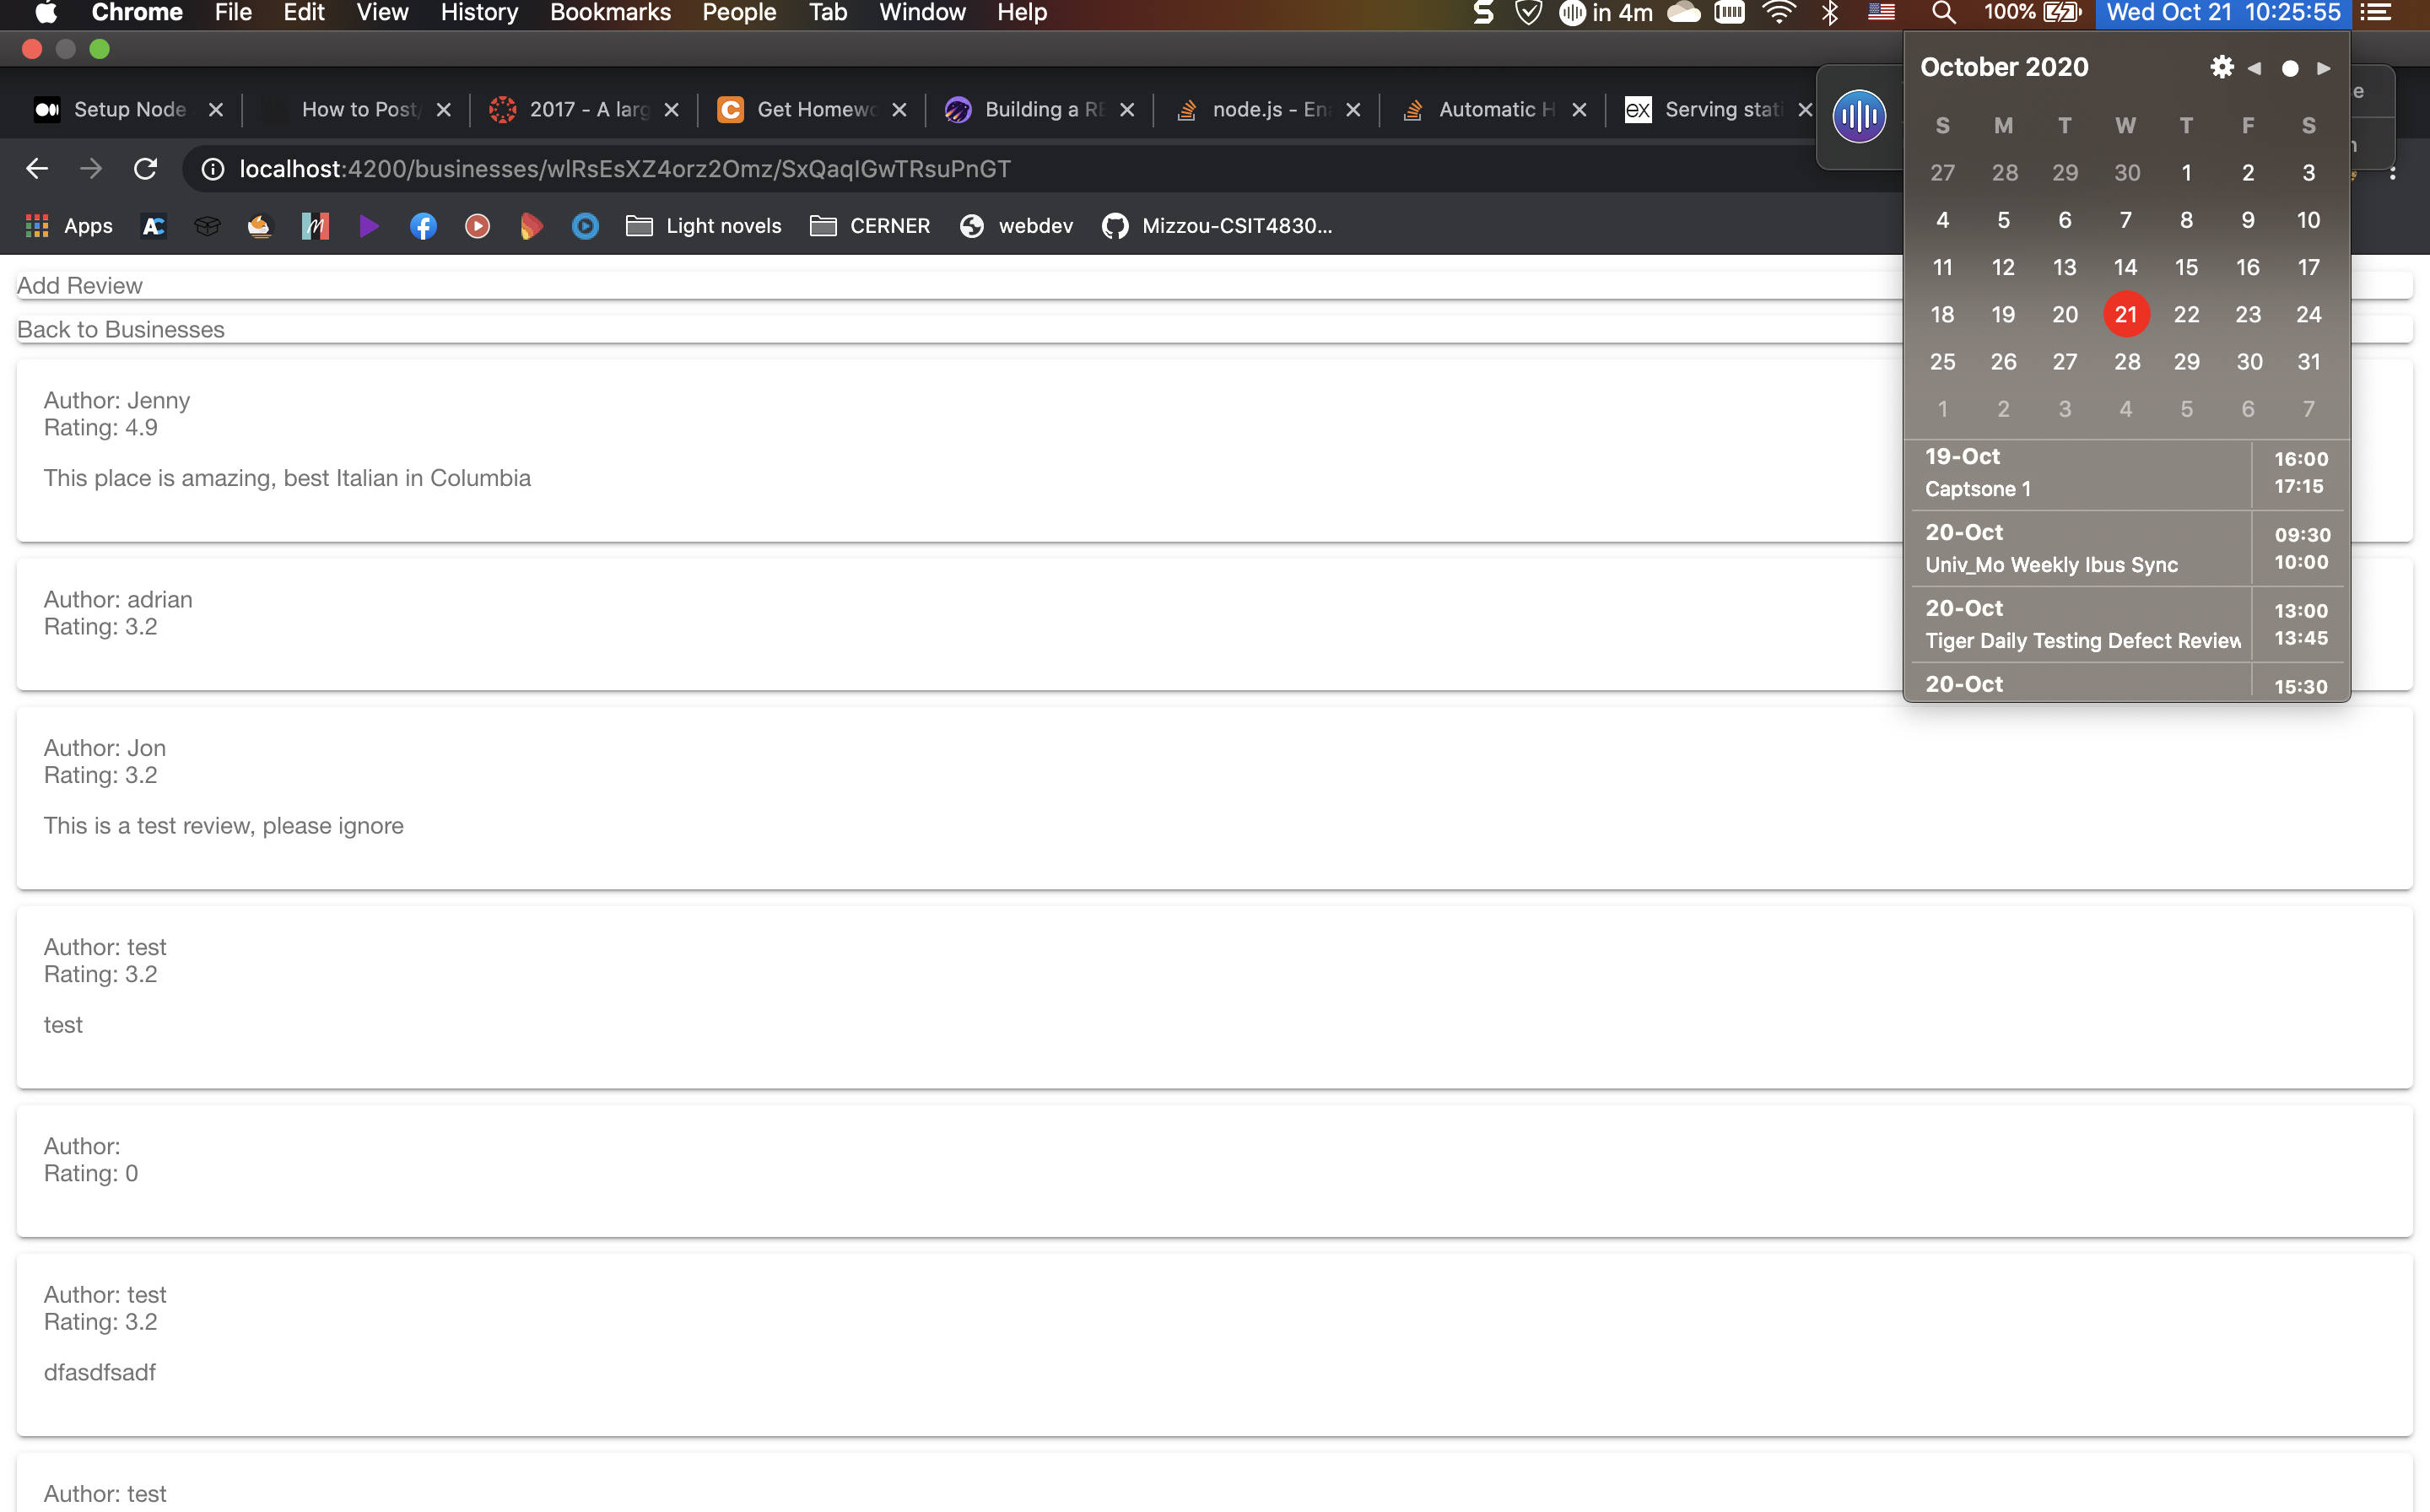 Chrome File Edit View History Bookmarks People Tab Window Help
in 4m 100% Wed Oct 21 10:25:55
Setup Node
How to Post/
2017 - A larg
Get Homewo
Building a RE
node.js - En
Automatic H
Serving stati
localhost:4200/businesses/wlRsEsXZ4orz2Omz/SxQaqIGwTRsuPnGT
Apps
Light novels
CERNER
webdev
Mizzou-CSIT4830...
October 2020
S M T W T F S
27 28 29 30 1 2 3
4 5 6 7 8 9 10
11 12 13 14 15 16 17
18 19 20 21 22 23 24
25 26 27 28 29 30 31
1 2 3 4 5 6 7
19-Oct 16:00
Captsone 1 17:15
20-Oct 09:30
Univ_Mo Weekly Ibus Sync 10:00
20-Oct 13:00
Tiger Daily Testing Defect Review 13:45
20-Oct 15:30
Add Review
Back to Businesses
Author: Jenny
Rating: 4.9
This place is amazing, best Italian in Columbia
Author: adrian
Rating: 3.2
Author: Jon
Rating: 3.2
This is a test review, please ignore
Author: test
Rating: 3.2
test
Author:
Rating: 0
Author: test
Rating: 3.2
dfasdfsadf
Author: test